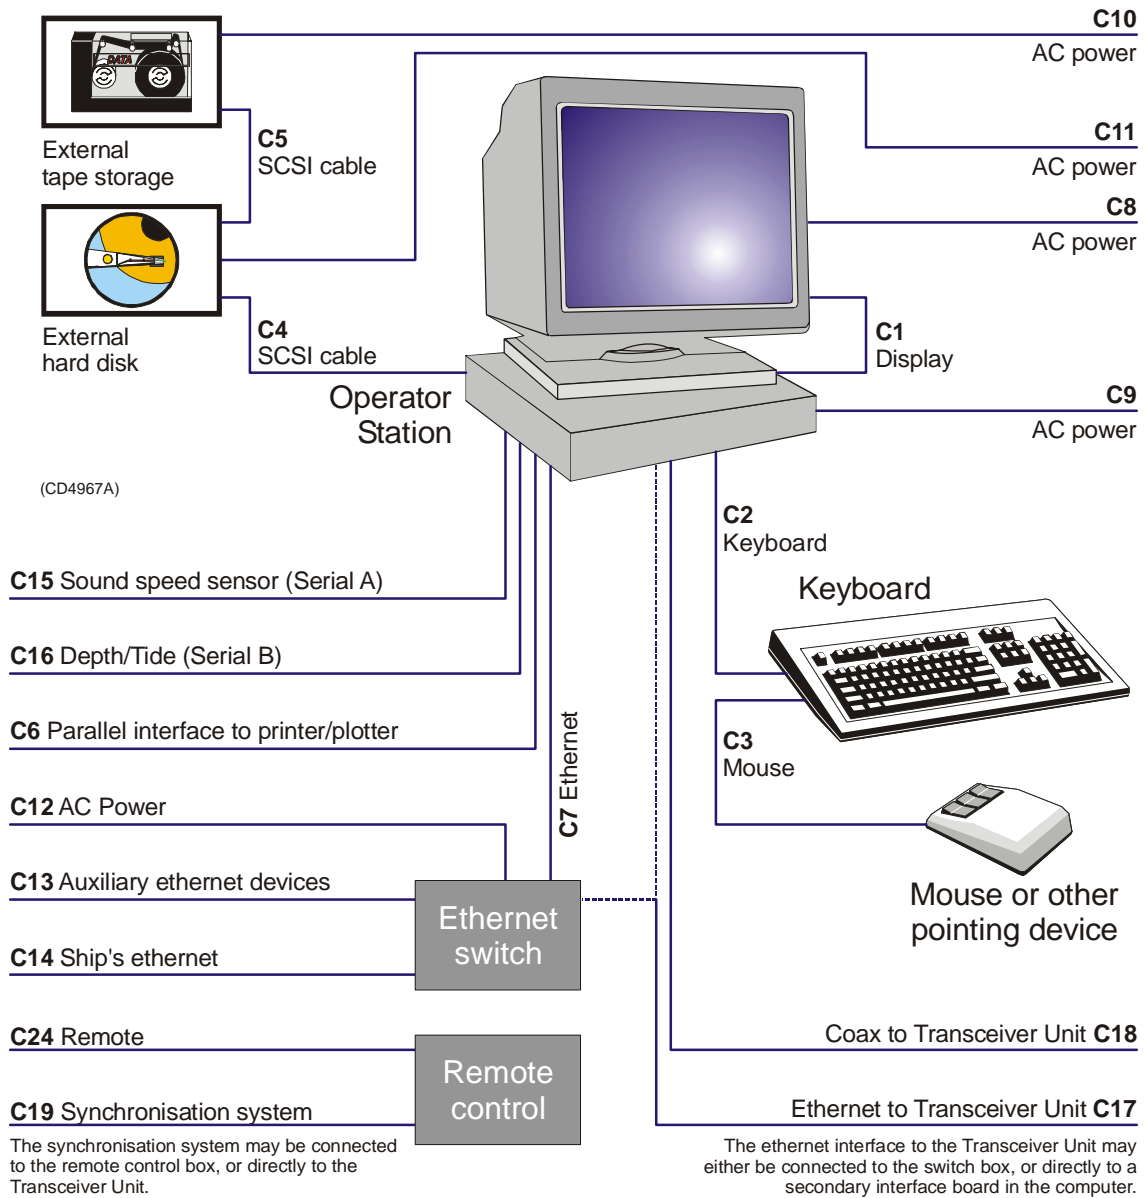 C10
AC power
DATA
C11
AC power
C5
SCSI cable
External
tape storage
C8
AC power
C4
SCSI cable
External
hard disk
C1
Display
Operator
Station
C9
AC power
(CD4967A)
C2
Keyboard
C15 Sound speed sensor (Serial A)
Keyboard
C16 Depth/Tide (Serial B)
C6 Parallel interface to printer/plotter
C7 Ethernet
C3
Mouse
C12 AC Power
C13 Auxiliary ethernet devices
Mouse or other
pointing device
Ethernet
switch
C14 Ship's ethernet
C24 Remote
Coax to Transceiver Unit C18
Remote
control
C19 Synchronisation system
Ethernet to Transceiver Unit C17
The synchronisation system may be connected
to the remote control box, or directly to the
Transceiver Unit.
The ethernet interface to the Transceiver Unit may
either be connected to the switch box, or directly to a
secondary interface board in the computer.